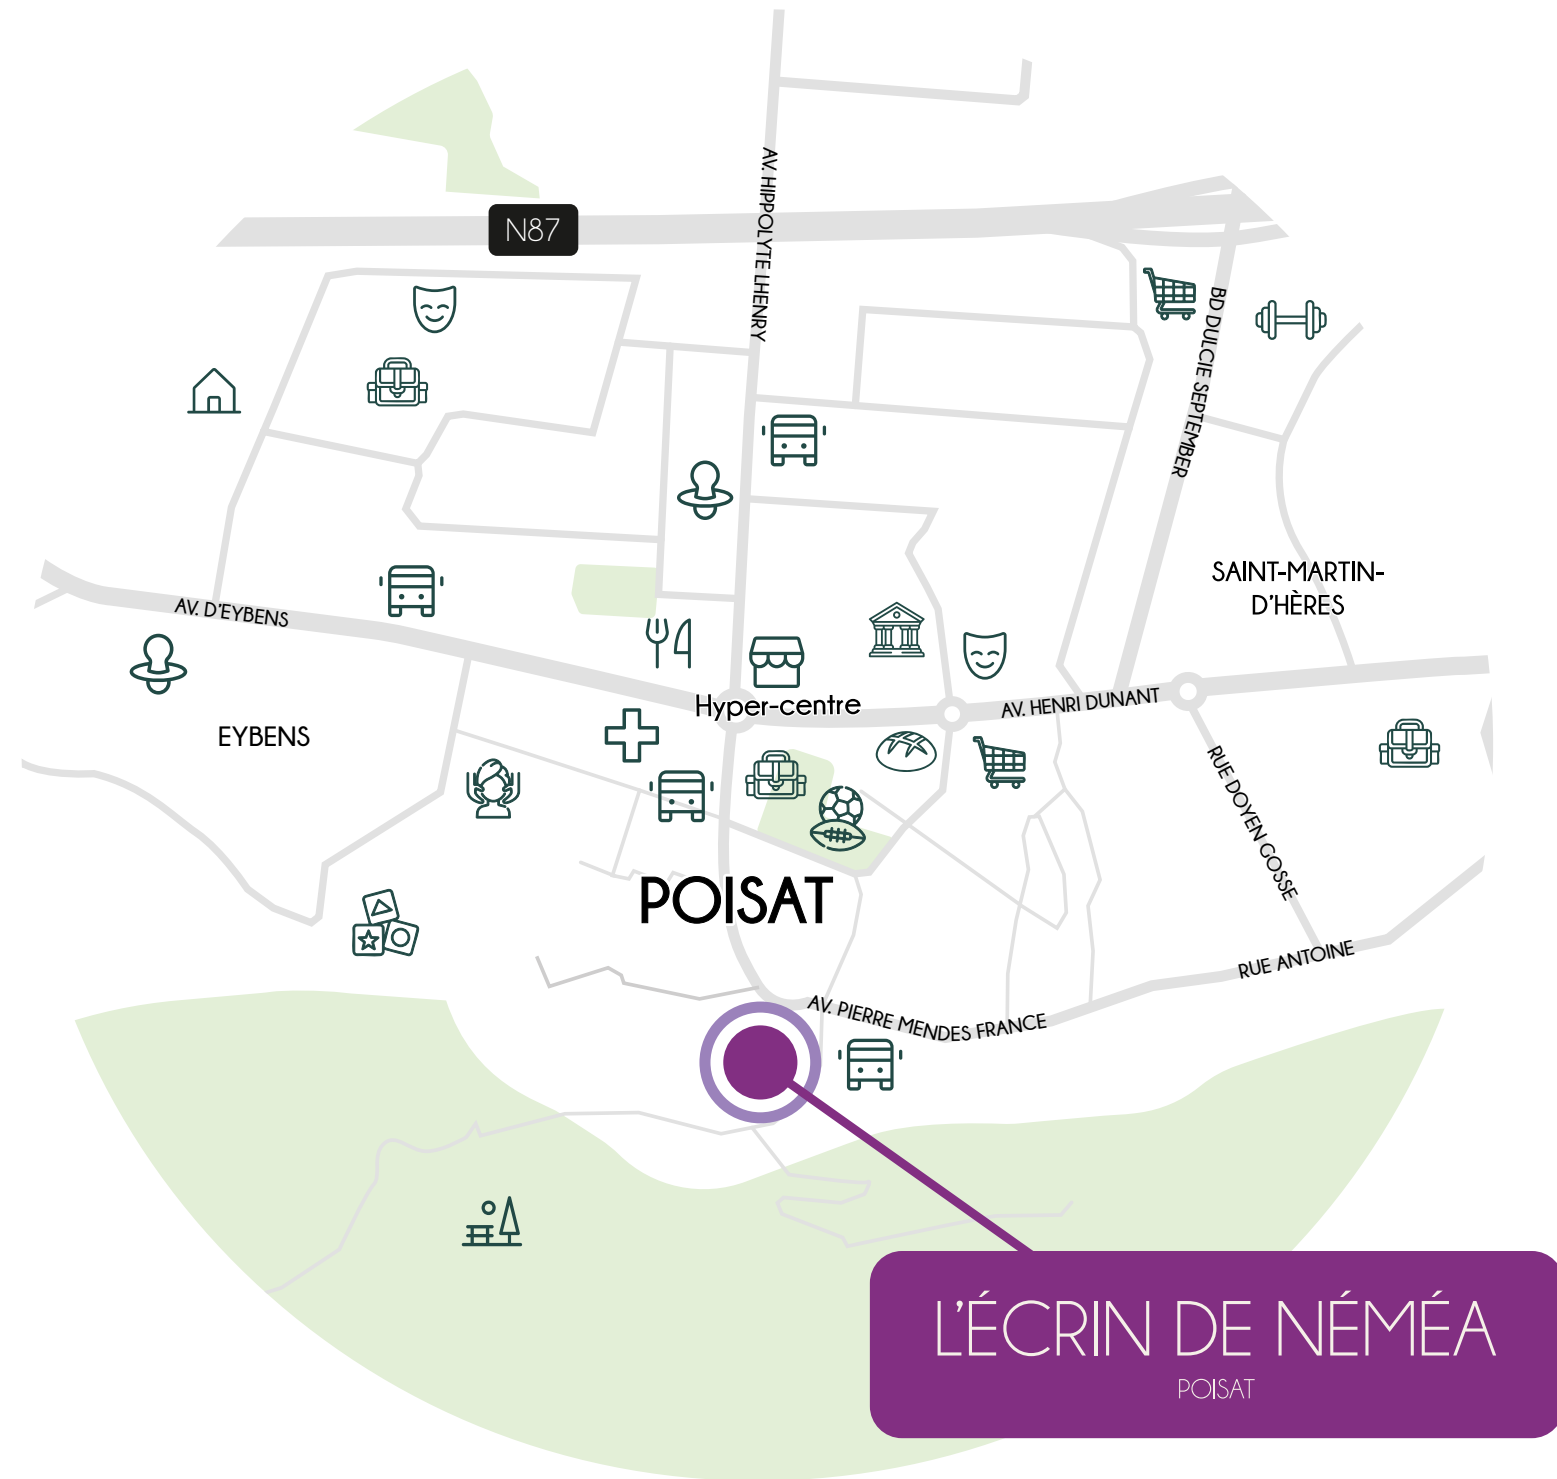 N87
AV. HIPPOLYTE LHENRY
BD DULCIE SEPTEMBER
SAINT-MARTIN-
D'HÈRES
AV. D'EYBENS
EYBENS
Hyper-centre
AV. HENRI DUNANT
RUE DOYEN GOSSE
POISAT
RUE ANTOINE
AV. PIERRE MENDES FRANCE
L'ÉCRIN DE NÉMÉA
POISAT